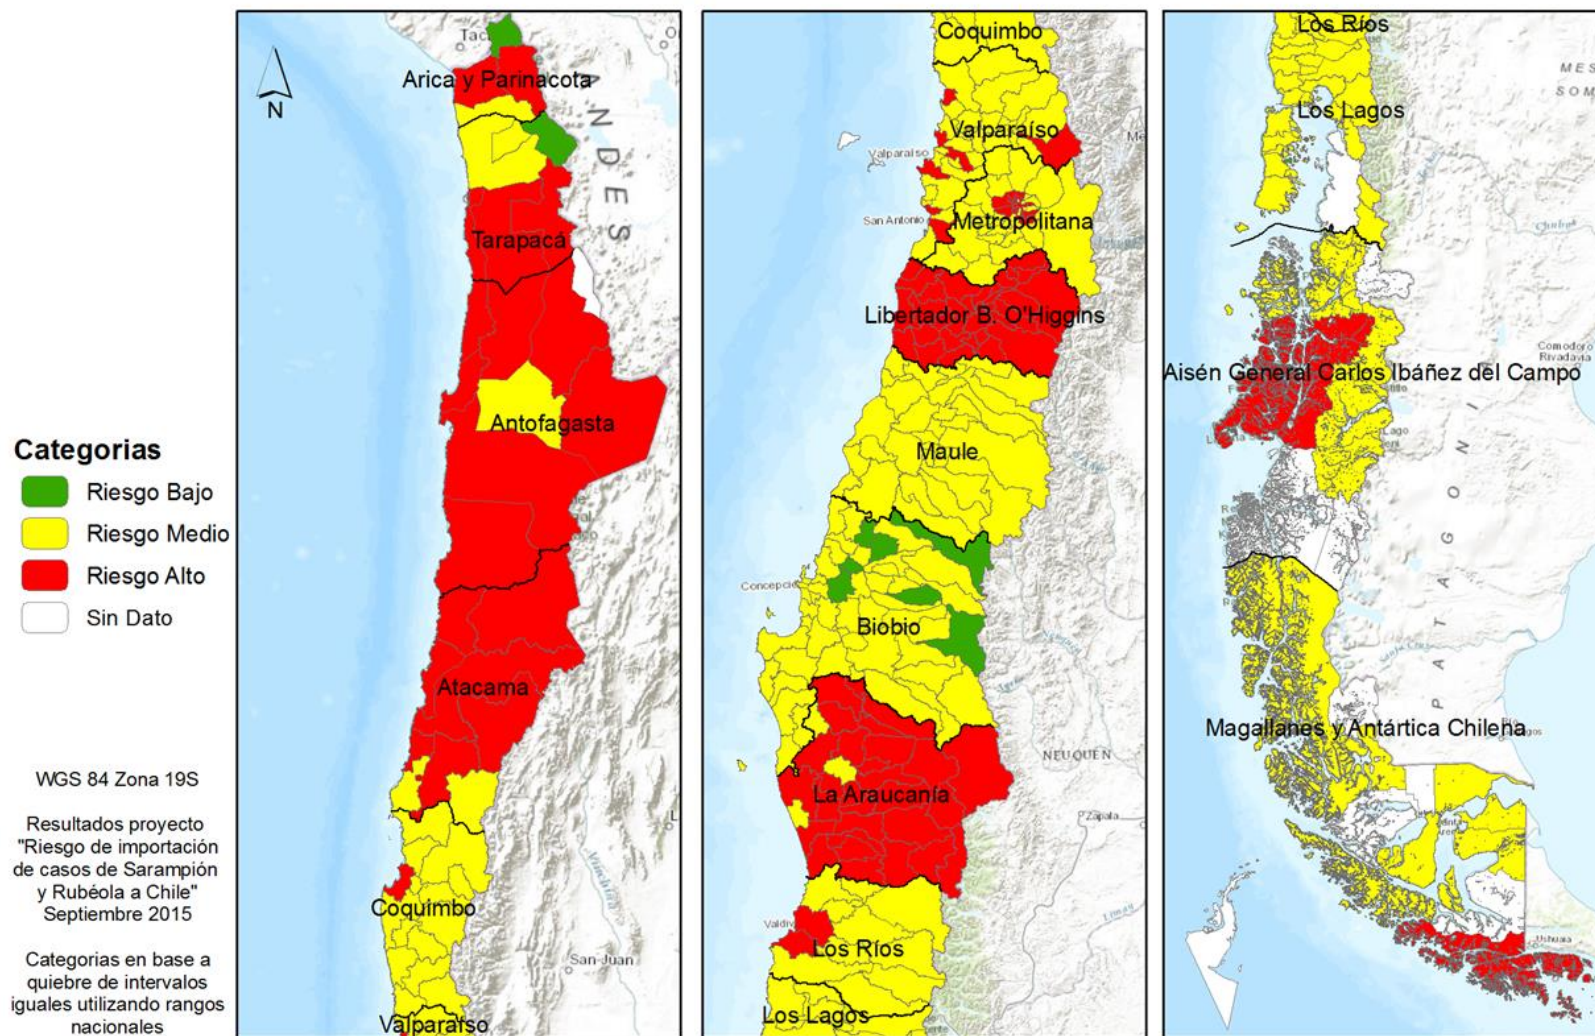 Categorias
Riesgo Bajo
Riesgo Medio
Riesgo Alto
Sin Dato
WGS 84 Zona 19S
Resultados proyecto
"Riesgo de importación
de casos de Sarampión
y Rubéola a Chile"
Septiembre 2015
Categorias en base a
quiebre de intervalos
iguales utilizando rangos
nacionales
N
Arica y Parinacota
ANDES
Tarapacá
Antofagasta
Atacama
Coquimbo
San Juan
Valparaíso
Coquimbo
Valparaíso
Valparaíso
San Antonio
Metropolitana
Libertador B. O'Higgins
Maule
Biobio
NEUQUEN
La Araucanía
Zapala
Los Ríos
Los Lagos
Los Ríos
Los Lagos
Comodoro
Rivadavia
Aisén General Carlos Ibáñez del Campo
PATAGONI
Magallanes y Antártica Chilena
Ushuaia